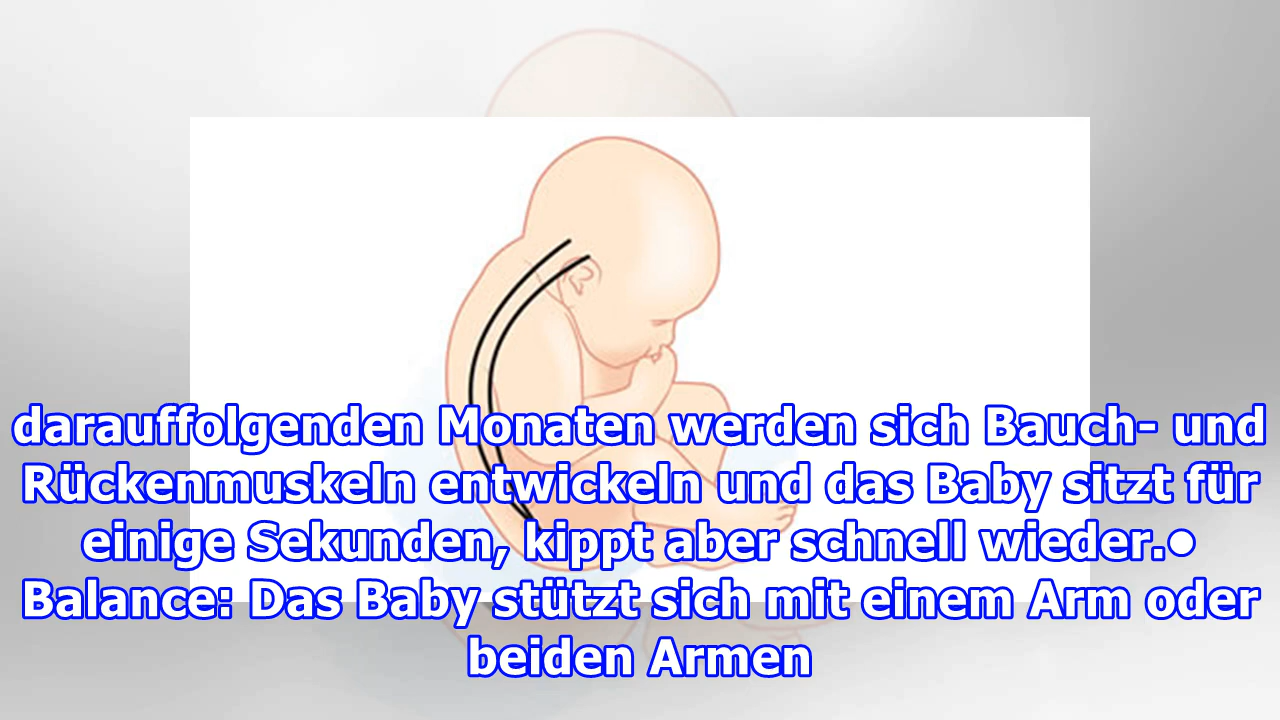 darauffolgenden Monaten werden sich Bauch- und
Rückenmuskeln entwickeln und das Baby sitzt für
einige Sekunden, kippt aber schnell wieder.●
Balance: Das Baby stützt sich mit einem Arm oder
beiden Armen